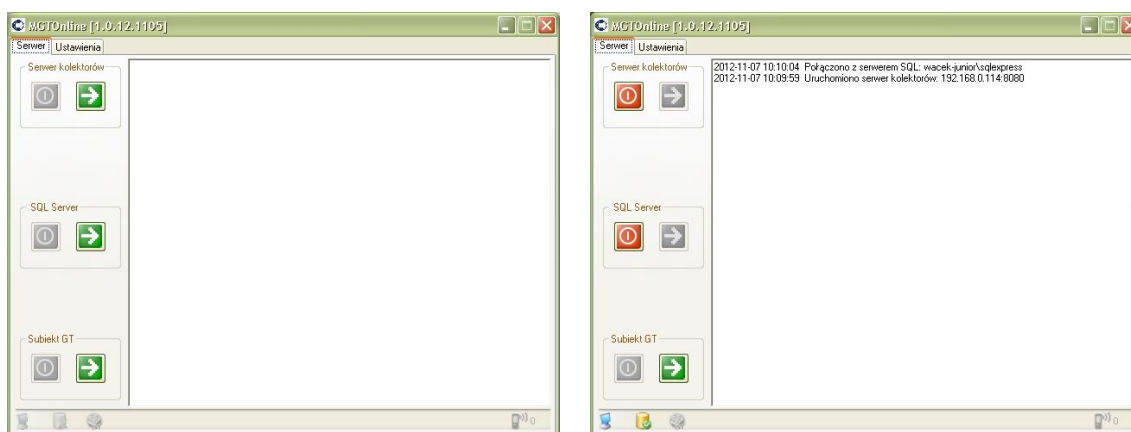 MGTOnline [1.0.12.1105]
Serwer Ustawienia
Serwer kolektorów
SQL Server
Subiekt GT
0
MGTOnline [1.0.12.1105]
Serwer Ustawienia
Serwer kolektorów
2012-11-07 10:10:04 Połączono z serwerem SQL: wacek-junior\sqlexpress
2012-11-07 10:09:59 Uruchomiono serwer kolektorów: 192.168.0.114:8080
SQL Server
Subiekt GT
0